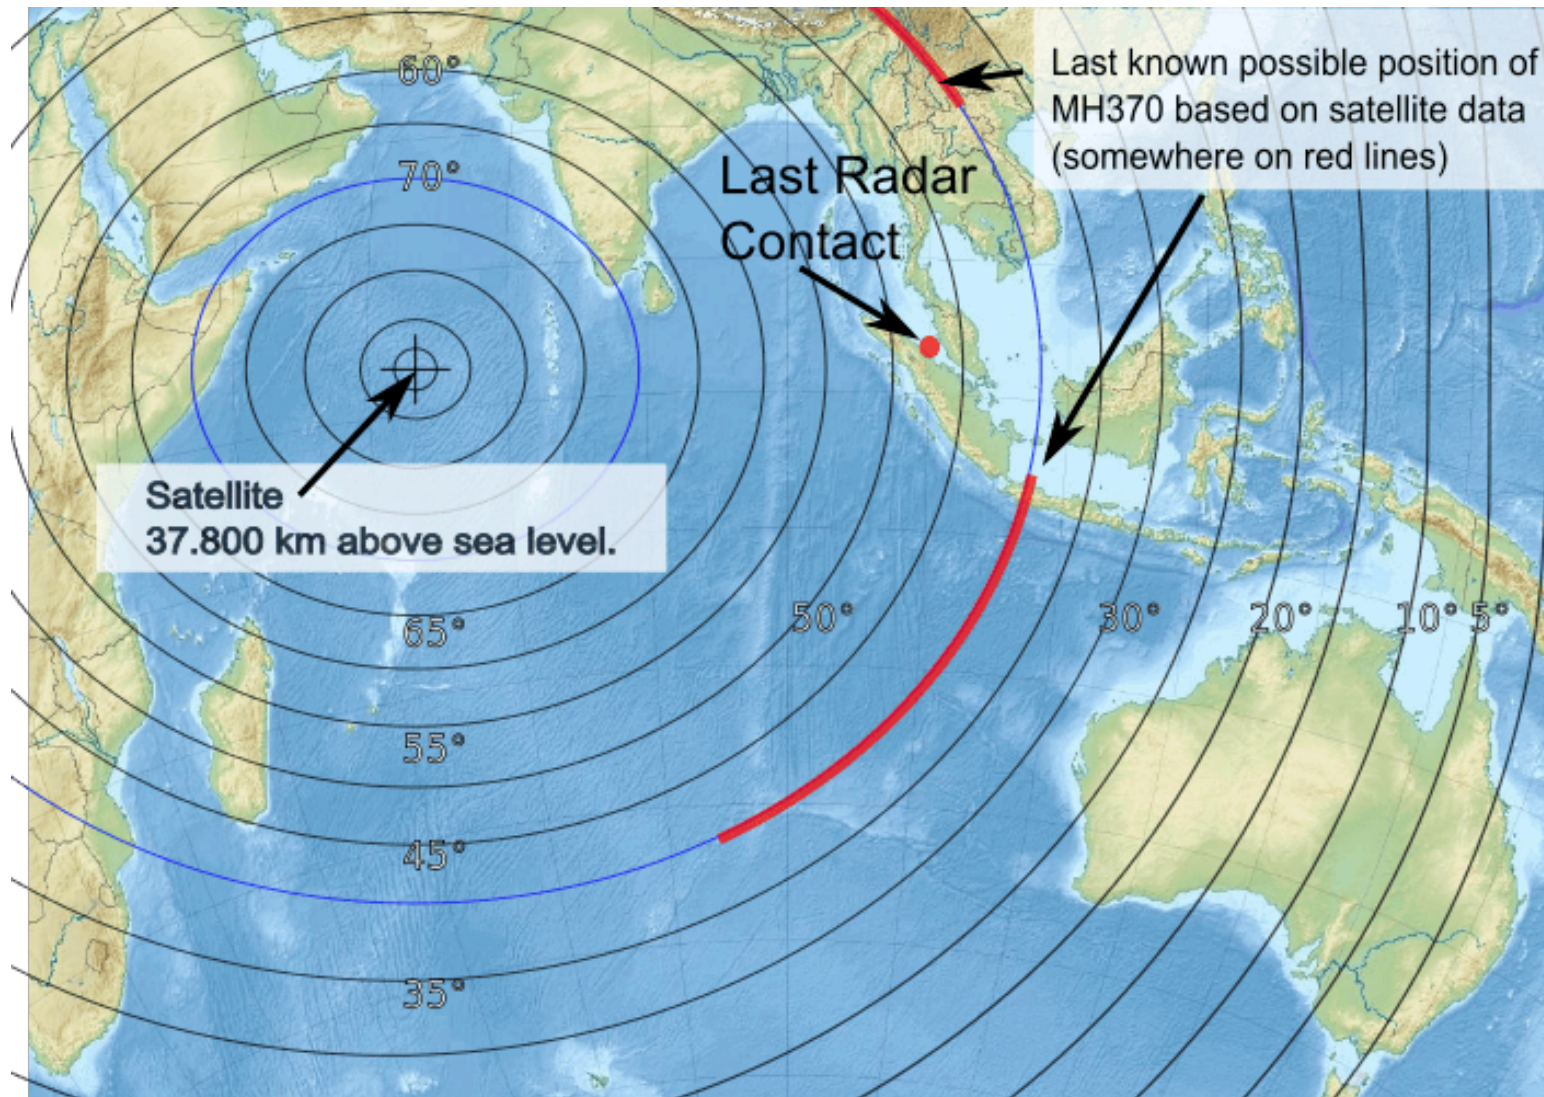 60°
Last known possible position of
MH370 based on satellite data
(somewhere on red lines)
70°
Last Radar
Contact
Satellite
37.800 km above sea level.
65°
50°
30°
20°
10°
5°
55°
45°
35°